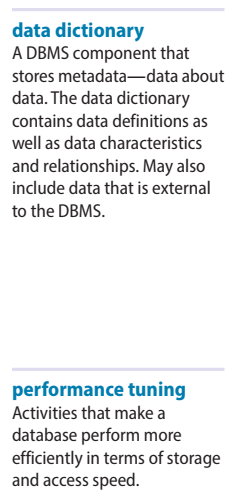 data dictionary
A DBMS component that
stores metadata—data about
data. The data dictionary
contains data definitions as
well as data characteristics
and relationships. May also
include data that is external
to the DBMS.
performance tuning
Activities that make a
database perform more
efficiently in terms of storage
and access speed.